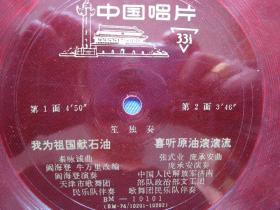 中国唱片
33⅓
第1面 4′50″
第2面 3′46″
笙独奏
我为祖国献石油
秦咏诚曲
阎海登 牛万里改编
阎海登演奏
天津市歌舞团
民乐队伴奏
喜听原油滚滚流
张式业 庞承安曲
庞承安演奏
中国人民解放军济南
部队政治部文工团
歌舞团民乐队伴奏
BM—10101
(BM-76/10201-10202)